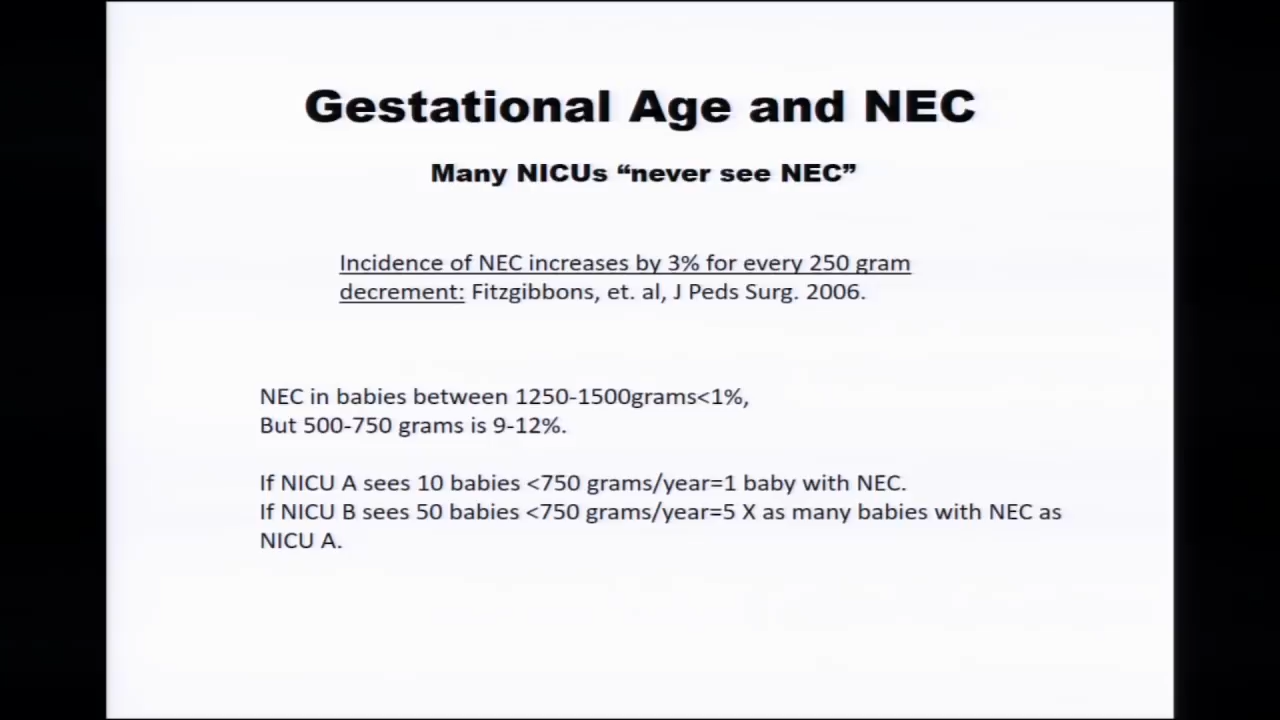 Gestational Age and NEC
Many NICUs “never see NEC”
Incidence of NEC increases by 3% for every 250 gram
decrement: Fitzgibbons, et. al, J Peds Surg. 2006.
NEC in babies between 1250-1500grams<1%,
But 500-750 grams is 9-12%.
If NICU A sees 10 babies <750 grams/year=1 baby with NEC.
If NICU B sees 50 babies <750 grams/year=5 X as many babies with NEC as
NICU A.